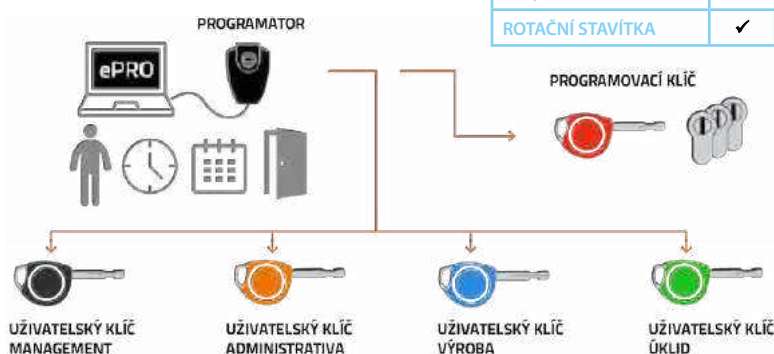 PROGRAMATOR
ROTAČNÍ STAVÍTKA ✓
ePRO
PROGRAMOVACÍ KLÍČ
UŽIVATELSKÝ KLÍČ
MANAGEMENT
UŽIVATELSKÝ KLÍČ
ADMINISTRATIVA
UŽIVATELSKÝ KLÍČ
VÝROBA
UŽIVATELSKÝ KLÍČ
ÚKLID